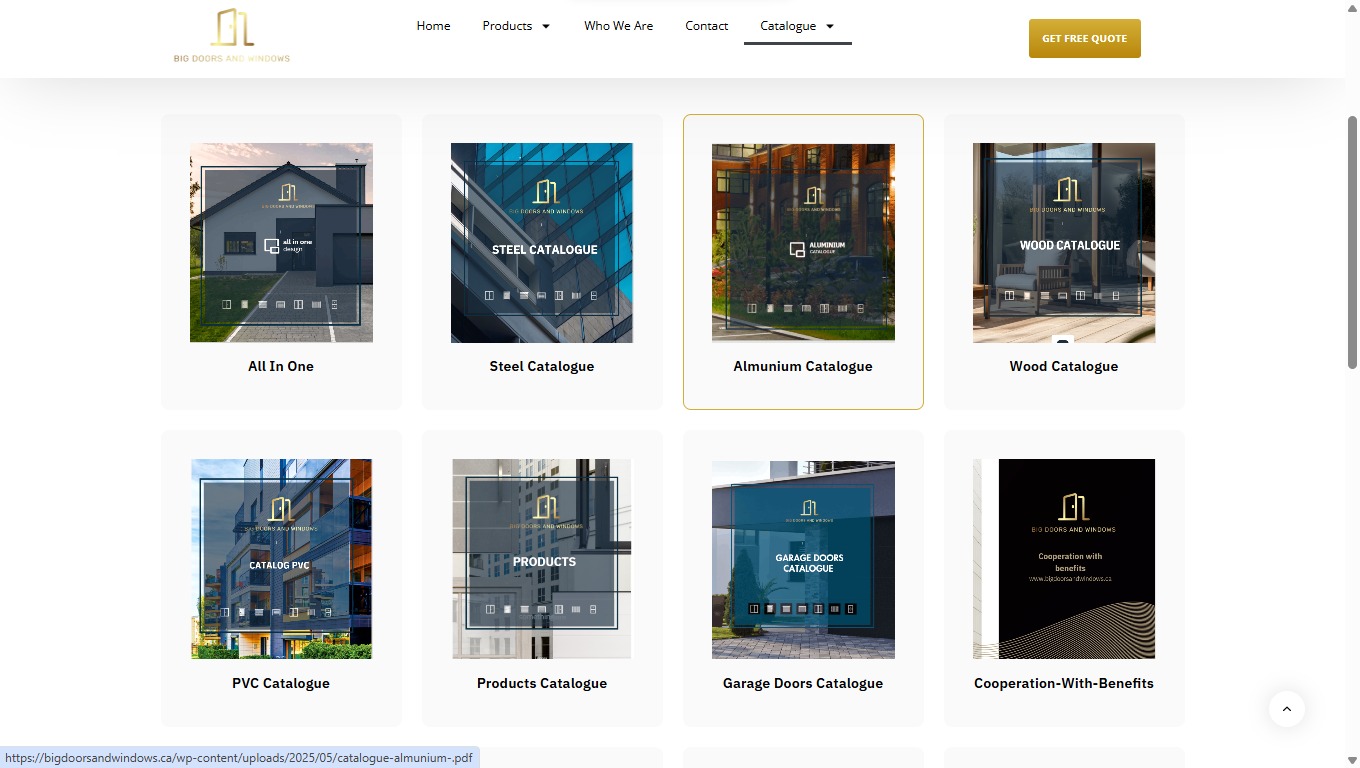 Home
Products
Who We Are
Contact
Catalogue
GET FREE QUOTE
BIG DOORS AND WINDOWS
BIG DOORS AND WINDOWS
all in one
design
All In One
BIG DOORS AND WINDOWS
STEEL CATALOGUE
Steel Catalogue
BIG DOORS AND WINDOWS
ALUMINIUM
CATALOGUE
Almunium Catalogue
BIG DOORS AND WINDOWS
WOOD CATALOGUE
Wood Catalogue
BIG DOORS AND WINDOWS
CATALOG PVC
PVC Catalogue
BIG DOORS AND WINDOWS
PRODUCTS
Products Catalogue
BIG DOORS AND WINDOWS
GARAGE DOORS
CATALOGUE
Garage Doors Catalogue
BIG DOORS AND WINDOWS
Cooperation with
benefits
www.bigdoorsandwindows.ca
Cooperation-With-Benefits
https://bigdoorsandwindows.ca/wp-content/uploads/2025/05/catalogue-almunium-.pdf